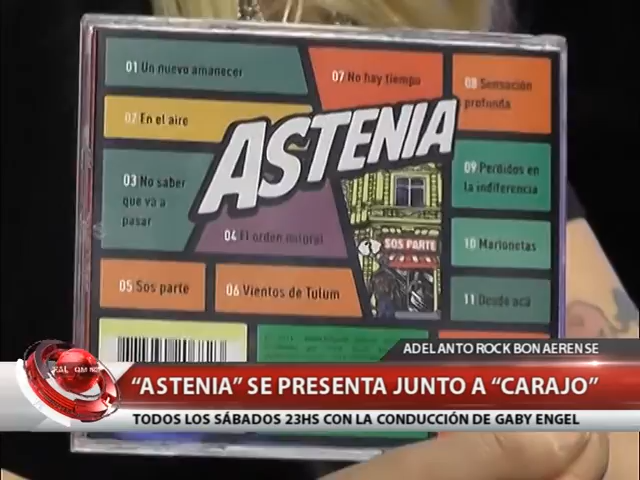 01 Un nuevo amanecer
02 En el aire
03 No saber
que va a
pasar
04 El orden natural
05 Sos parte
06 Vientos de Tulum
07 No hay tiempo
08 Sensación
profunda
09 Perdidos en
la indiferencia
10 Marionetas
11 Desde acá
ASTENIA
SOS PARTE
ADELANTO ROCK BONAERENSE
“ASTENIA” SE PRESENTA JUNTO A “CARAJO”
TODOS LOS SÁBADOS 23HS CON LA CONDUCCIÓN DE GABY ENGEL